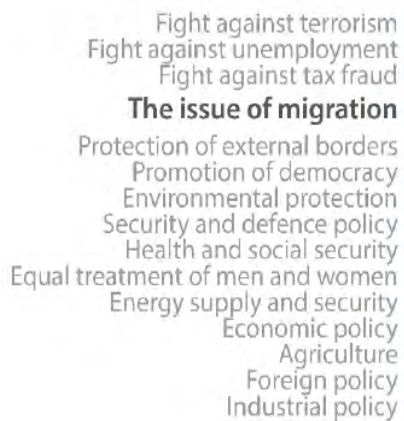 Fight against terrorism
Fight against unemployment
Fight against tax fraud
The issue of migration
Protection of external borders
Promotion of democracy
Environmental protection
Security and defence policy
Health and social security
Equal treatment of men and women
Energy supply and security
Economic policy
Agriculture
Foreign policy
Industrial policy